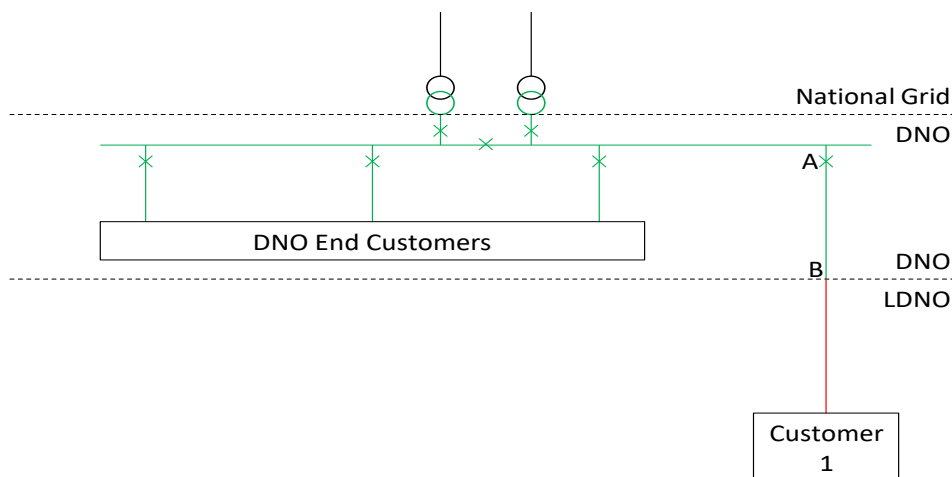 National Grid
DNO
A
DNO End Customers
DNO
B
LDNO
Customer
1